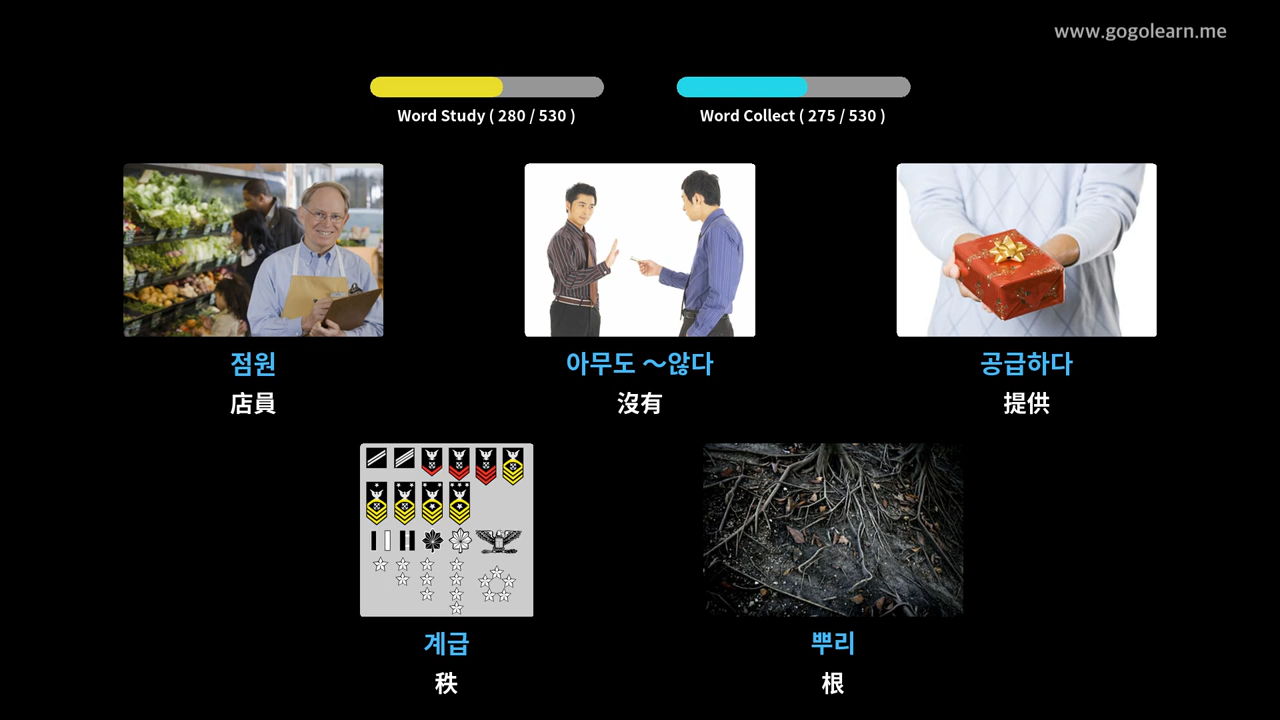 www.gogolearn.me
Word Study ( 280 / 530 )
Word Collect ( 275 / 530 )
점원
店員
아무도 ～않다
沒有
공급하다
提供
계급
秩
뿌리
根